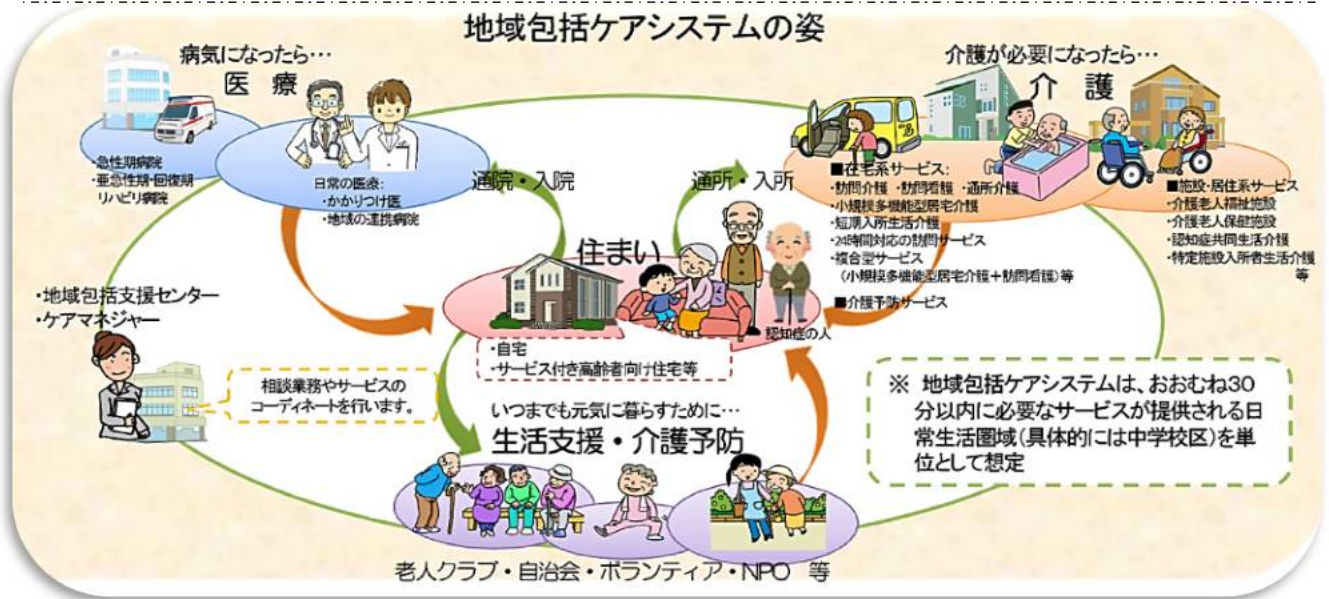 地域包括ケアシステムの姿
病気になったら…
医 療
・急性期病院
・亜急性期・回復期
リハビリ病院
日常の医療:
・かかりつけ医
・地域の連携病院
通院・入院
通所・入所
介護が必要になったら…
介 護
■在宅系サービス:
・訪問介護 ・訪問看護 ・通所介護
・小規模多機能型居宅介護
・短期入所生活介護
・24時間対応の訪問サービス
・複合型サービス
(小規模多機能型居宅介護+訪問看護)等
■介護予防サービス
■施設・居住系サービス
・介護老人福祉施設
・介護老人保健施設
・認知症共同生活介護
・特定施設入所者生活介護
等
住まい
認知症の人
・自宅
・サービス付き高齢者向け住宅等
・地域包括支援センター
・ケアマネジャー
相談業務やサービスの
コーディネートを行います。
いつまでも元気に暮らすために…
生活支援・介護予防
老人クラブ・自治会・ボランティア・NPO 等
※ 地域包括ケアシステムは、おおむね30
分以内に必要なサービスが提供される日
常生活圏域(具体的には中学校区)を単
位として想定